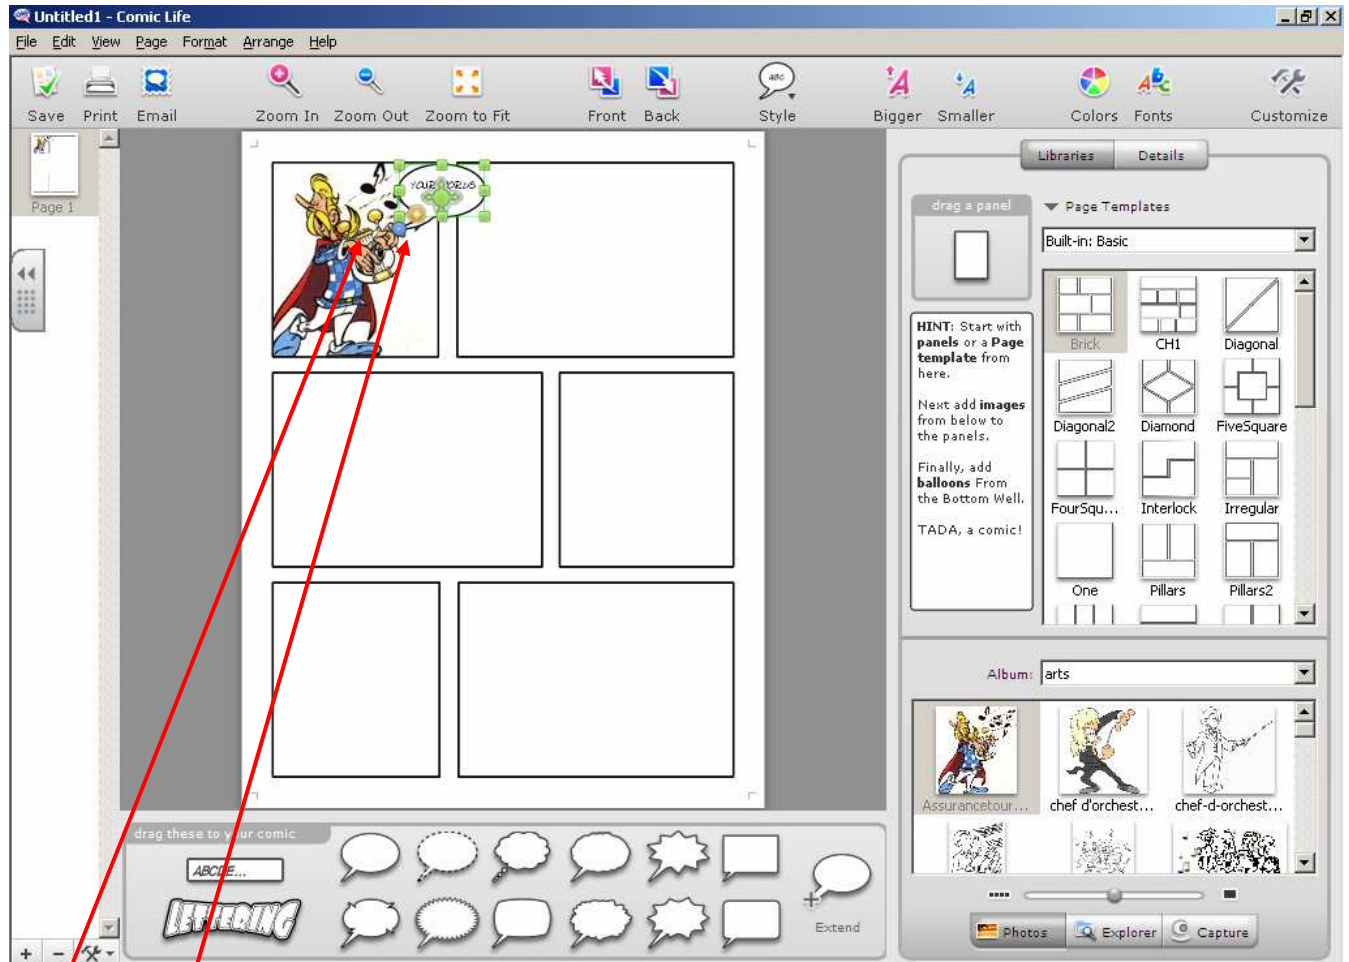 Untitled1 - Comic Life
File Edit View Page Format Arrange Help
ABC
Save Print Email Zoom In Zoom Out Zoom to Fit Front Back Style Bigger Smaller Colors Fonts Customize
Page 1
YOUR WORDS
Libraries Details
drag a panel
Page Templates
Built-in: Basic
HINT: Start with
panels or a Page
template from
here.
Next add images
from below to
the panels.
Finally, add
balloons From
the Bottom Well.
TADA, a comic!
Brick CH1 Diagonal
Diagonal2 Diamond FiveSquare
FourSqu... Interlock Irregular
One Pillars Pillars2
Album: arts
Assurancetour... chef d'orchest... chef-d-orchest...
drag these to your comic
ABCDE...
LETTERING
Extend
Photos Explorer Capture